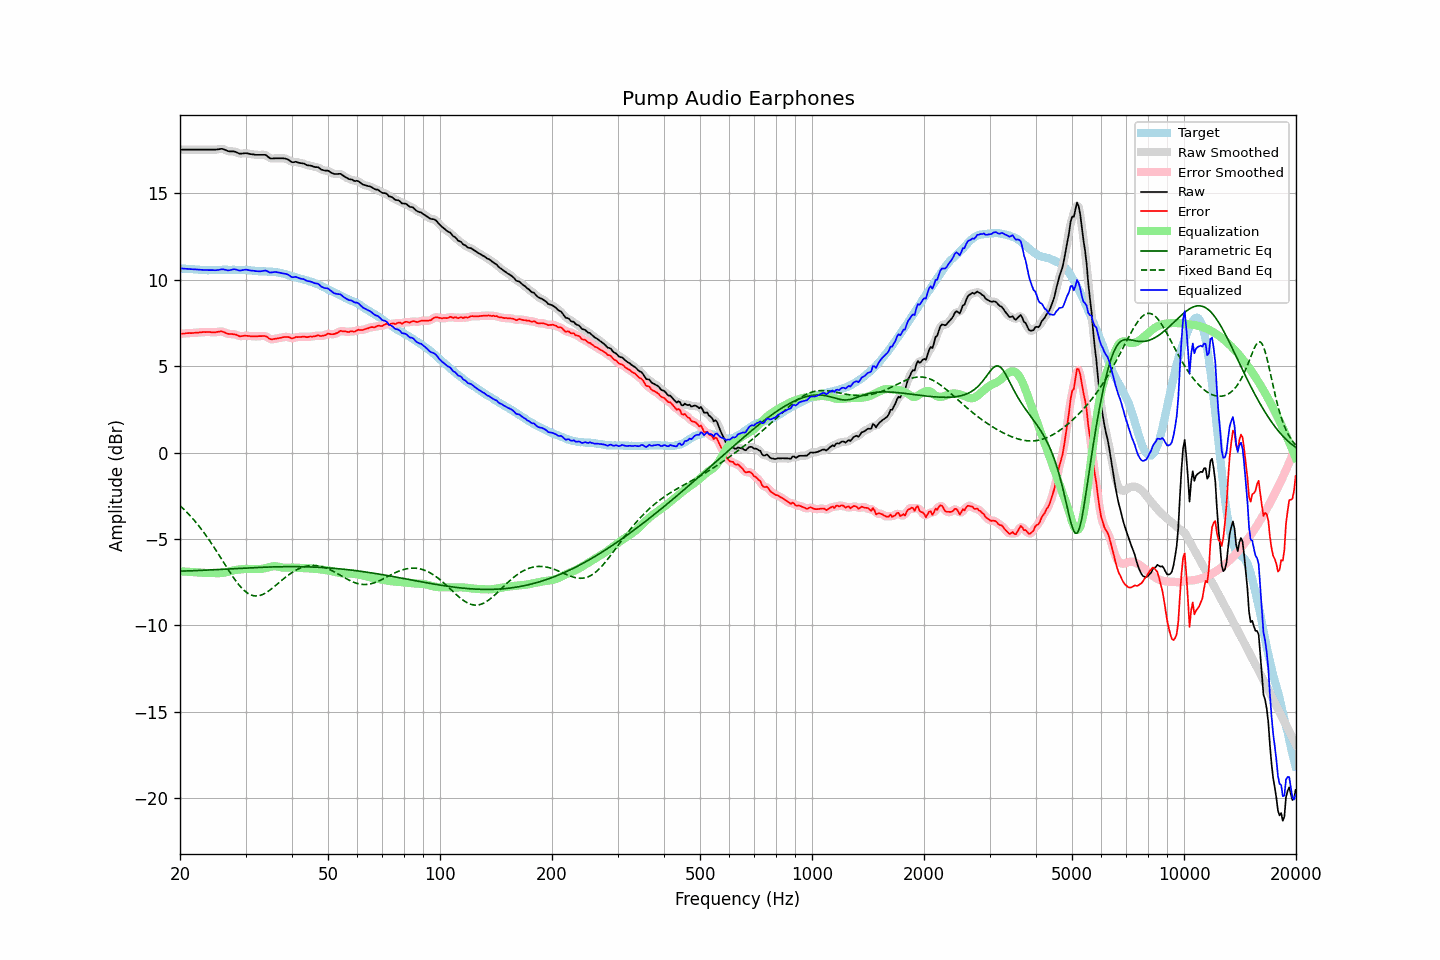 Pump Audio Earphones
Target
Raw Smoothed
Error Smoothed
Raw
Error
Equalization
Parametric Eq
Fixed Band Eq
Equalized
Amplitude (dBr)
15
10
5
0
−5
−10
−15
−20
20 50 100 200 500 1000 2000 5000 10000 20000
Frequency (Hz)